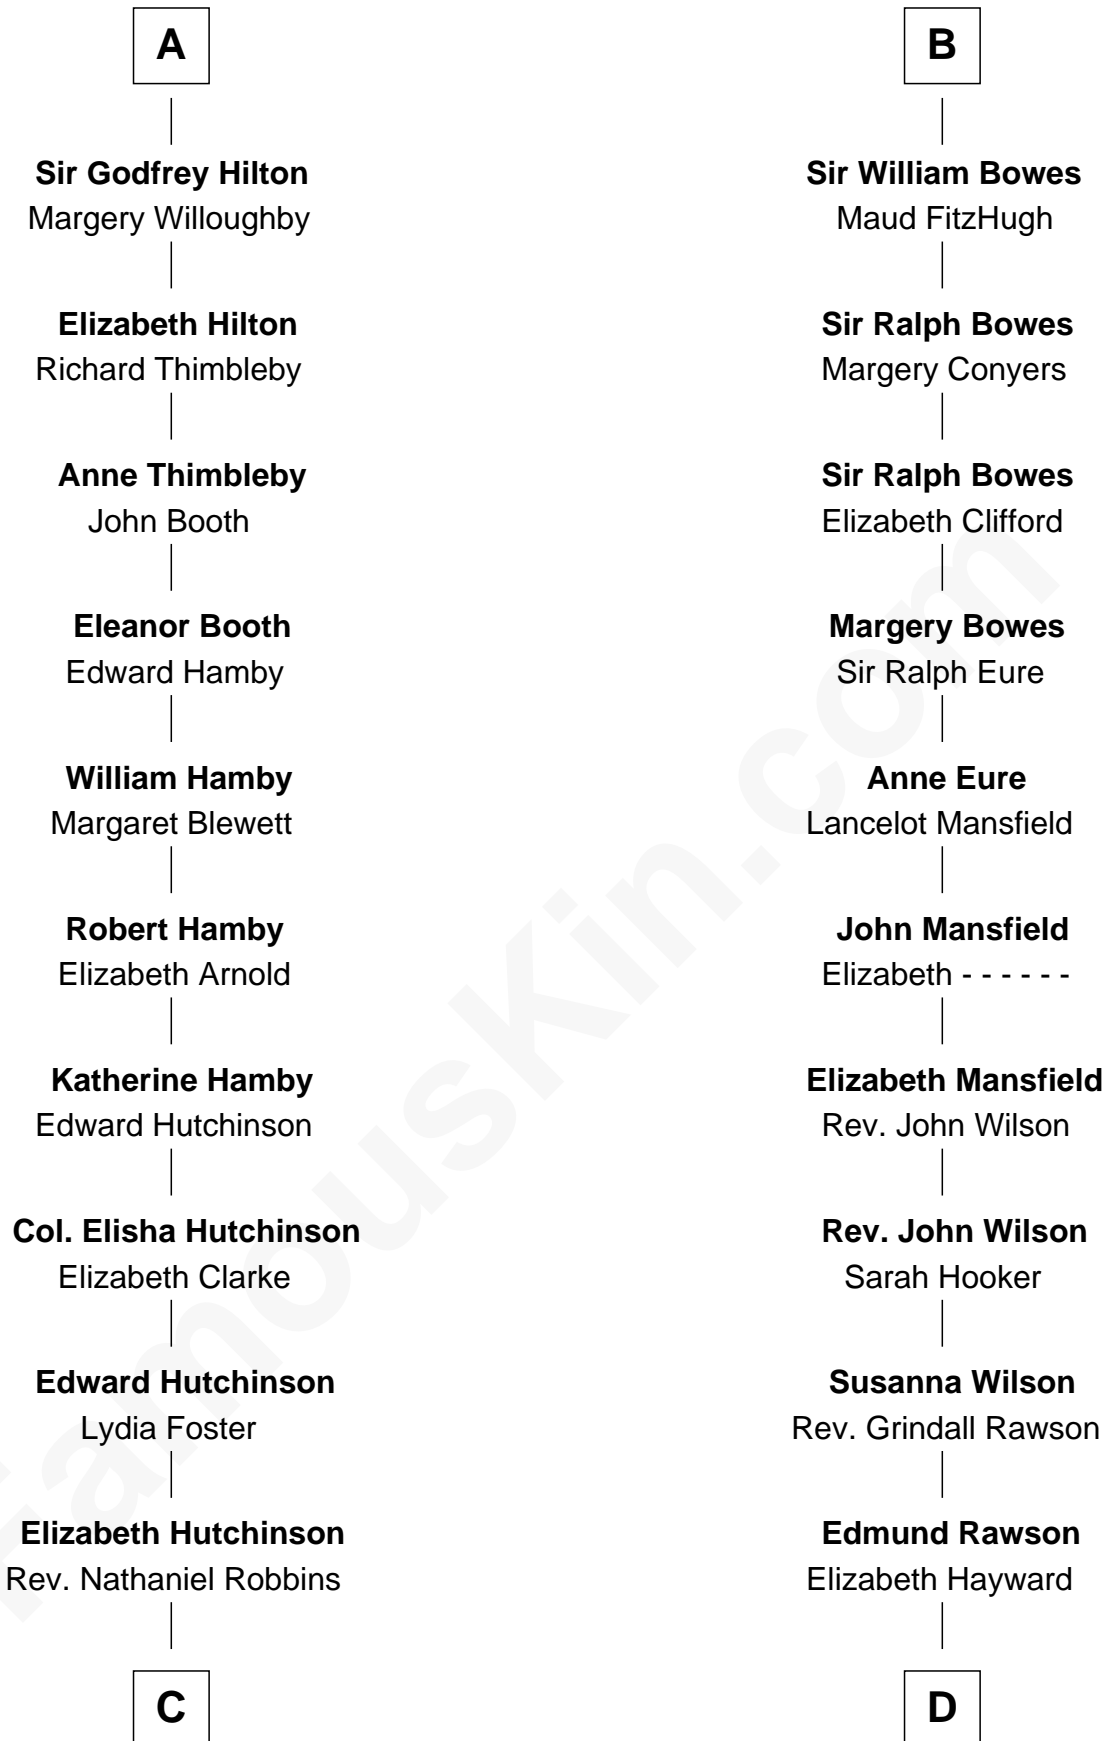 A
Sir Godfrey Hilton
Margery Willoughby
Elizabeth Hilton
Richard Thimbleby
Anne Thimbleby
John Booth
Eleanor Booth
Edward Hamby
William Hamby
Margaret Blewett
Robert Hamby
Elizabeth Arnold
Katherine Hamby
Edward Hutchinson
Col. Elisha Hutchinson
Elizabeth Clarke
Edward Hutchinson
Lydia Foster
Elizabeth Hutchinson
Rev. Nathaniel Robbins
C
B
Sir William Bowes
Maud FitzHugh
Sir Ralph Bowes
Margery Conyers
Sir Ralph Bowes
Elizabeth Clifford
Margery Bowes
Sir Ralph Eure
Anne Eure
Lancelot Mansfield
John Mansfield
Elizabeth - - - - - -
Elizabeth Mansfield
Rev. John Wilson
Rev. John Wilson
Sarah Hooker
Susanna Wilson
Rev. Grindall Rawson
Edmund Rawson
Elizabeth Hayward
D
FamousKin.com